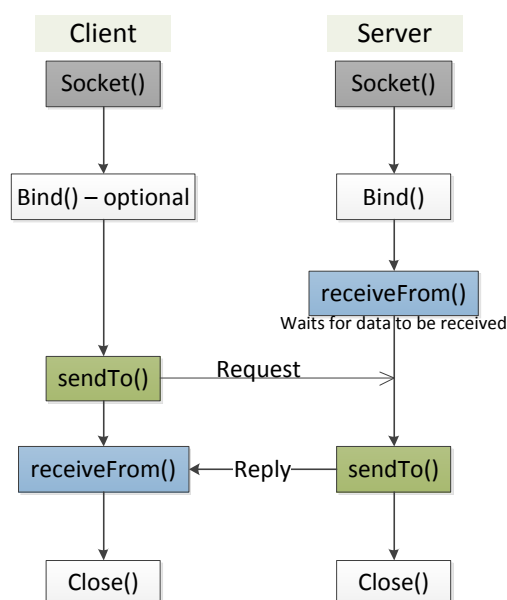 Client
Server
Socket()
Socket()
Bind() – optional
Bind()
receiveFrom()
Waits for data to be received
sendTo()
Request
receiveFrom()
Reply
sendTo()
Close()
Close()